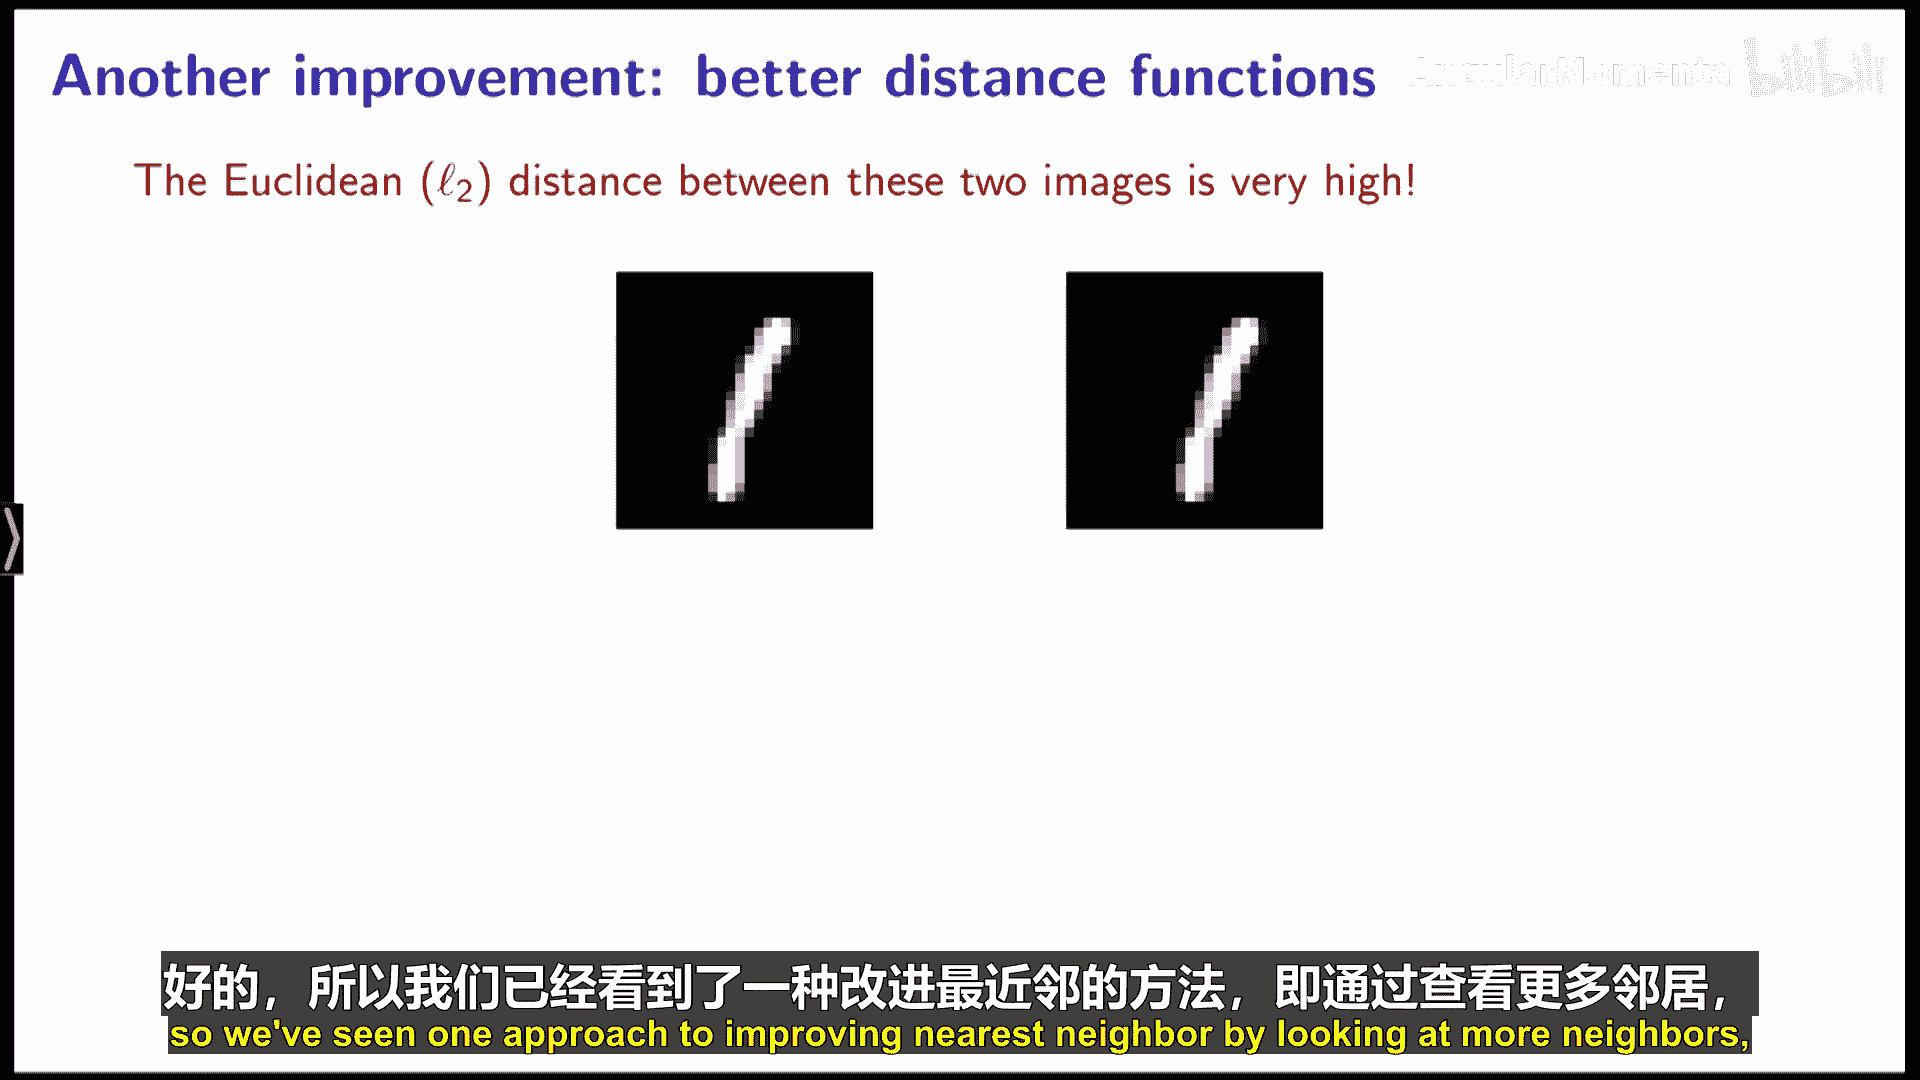 Another improvement: better distance functions
bilibili
The Euclidean (ℓ₂) distance between these two images is very high!
好的，所以我们已经看到了一种改进最近邻的方法，即通过查看更多邻居，
so we've seen one approach to improving nearest neighbor by looking at more neighbors,